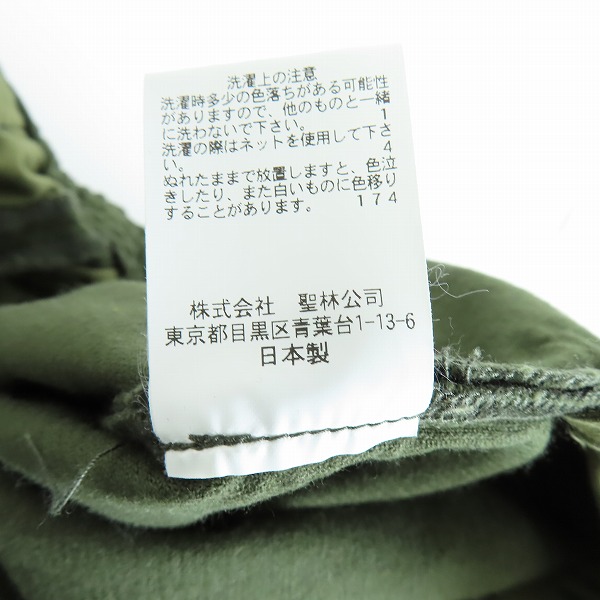 洗濯上の注意
洗濯時多少の色落ちがある可能性
がありますので、他のものと一緒
に洗わないで下さい。 1
洗濯の際はネットを使用して下さ
い。 4
ぬれたままで放置しますと、色泣
きしたり、また白いものに色移り
することがあります。 174
株式会社 聖林公司
東京都目黒区青葉台1-13-6
日本製